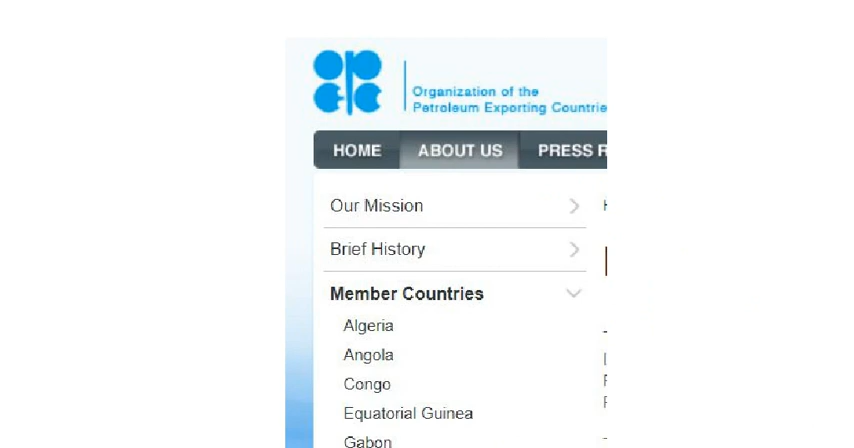 Organization of the
Petroleum Exporting Countrie
HOME ABOUT US PRESS R
Our Mission
Brief History
Member Countries
Algeria
Angola
Congo
Equatorial Guinea
Gabon